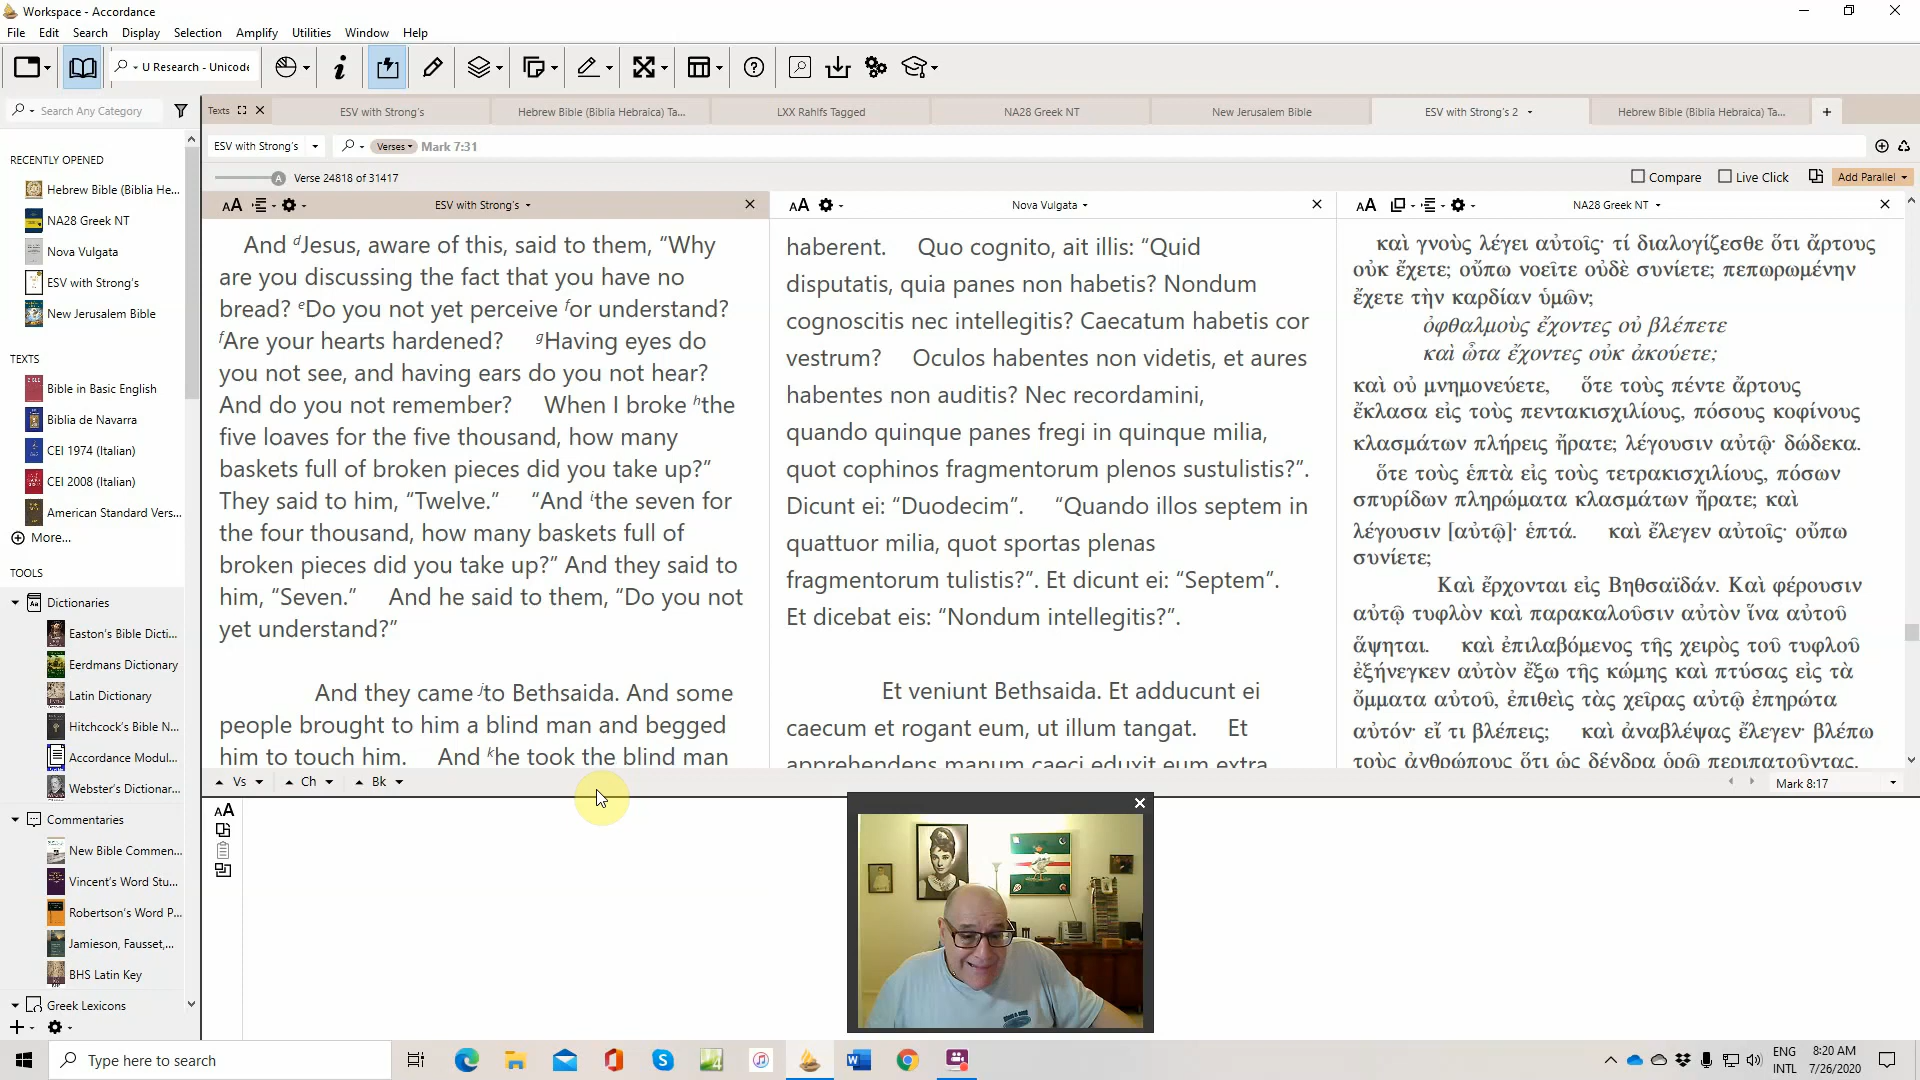 Workspace - Accordance
File Edit Search Display Selection Amplify Utilities Window Help
U Research - Unicode
Search Any Category
Texts
ESV with Strong's
Hebrew Bible (Biblia Hebraica) Ta...
LXX Rahlfs Tagged
NA28 Greek NT
New Jerusalem Bible
ESV with Strong's 2
Hebrew Bible (Biblia Hebraica) Ta...
ESV with Strong's
Verses
Mark 7:31
Verse 24818 of 31417
Compare
Live Click
Add Parallel
RECENTLY OPENED
Hebrew Bible (Biblia He...
NA28 Greek NT
Nova Vulgata
ESV with Strong's
New Jerusalem Bible
TEXTS
Bible in Basic English
Biblia de Navarra
CEI 1974 (Italian)
CEI 2008 (Italian)
American Standard Vers...
More...
TOOLS
Dictionaries
Easton's Bible Dicti...
Eerdmans Dictionary
Latin Dictionary
Hitchcock's Bible N...
Accordance Modul...
Webster's Dictionar...
Commentaries
New Bible Commen...
Vincent's Word Stu...
Robertson's Word P...
Jamieson, Fausset,...
BHS Latin Key
Greek Lexicons
ESV with Strong's
And dJesus, aware of this, said to them, “Why
are you discussing the fact that you have no
bread? eDo you not yet perceive for understand?
fAre your hearts hardened? gHaving eyes do
you not see, and having ears do you not hear?
And do you not remember? When I broke hthe
five loaves for the five thousand, how many
baskets full of broken pieces did you take up?”
They said to him, “Twelve.” “And ithe seven for
the four thousand, how many baskets full of
broken pieces did you take up?” And they said to
him, “Seven.” And he said to them, “Do you not
yet understand?”
And they came jto Bethsaida. And some
people brought to him a blind man and begged
him to touch him. And khe took the blind man
Nova Vulgata
haberent. Quo cognito, ait illis: “Quid
disputatis, quia panes non habetis? Nondum
cognoscitis nec intellegitis? Caecatum habetis cor
vestrum? Oculos habentes non videtis, et aures
habentes non auditis? Nec recordamini,
quando quinque panes fregi in quinque milia,
quot cophinos fragmentorum plenos sustulistis?”.
Dicunt ei: “Duodecim”. “Quando illos septem in
quattuor milia, quot sportas plenas
fragmentorum tulistis?”. Et dicunt ei: “Septem”.
Et dicebat eis: “Nondum intellegitis?”.
Et veniunt Bethsaida. Et adducunt ei
caecum et rogant eum, ut illum tangat. Et
apprehendens manum caeci eduxit eum extra
NA28 Greek NT
καὶ γνοὺς λέγει αὐτοῖς· τί διαλογίζεσθε ὅτι ἄρτους
οὐκ ἔχετε; οὔπω νοεῖτε οὐδὲ συνίετε; πεπωρωμένην
ἔχετε τὴν καρδίαν ὑμῶν;
ὀφθαλμοὺς ἔχοντες οὐ βλέπετε
καὶ ὦτα ἔχοντες οὐκ ἀκούετε;
καὶ οὐ μνημονεύετε, ὅτε τοὺς πέντε ἄρτους
ἔκλασα εἰς τοὺς πεντακισχιλίους, πόσους κοφίνους
κλασμάτων πλήρεις ἤρατε; λέγουσιν αὐτῷ· δώδεκα.
ὅτε τοὺς ἑπτὰ εἰς τοὺς τετρακισχιλίους, πόσων
σπυρίδων πληρώματα κλασμάτων ἤρατε; καὶ
λέγουσιν [αὐτῷ]· ἑπτά. καὶ ἔλεγεν αὐτοῖς· οὔπω
συνίετε;
Καὶ ἔρχονται εἰς Βηθσαϊδάν. Καὶ φέρουσιν
αὐτῷ τυφλὸν καὶ παρακαλοῦσιν αὐτὸν ἵνα αὐτοῦ
ἅψηται. καὶ ἐπιλαβόμενος τῆς χειρὸς τοῦ τυφλοῦ
ἐξήνεγκεν αὐτὸν ἔξω τῆς κώμης καὶ πτύσας εἰς τὰ
ὄμματα αὐτοῦ, ἐπιθεὶς τὰς χεῖρας αὐτῷ ἐπηρώτα
αὐτόν· εἴ τι βλέπεις; καὶ ἀναβλέψας ἔλεγεν· βλέπω
τοὺς ἀνθρώπους ὅτι ὡς δένδρα ὁρῶ περιπατοῦντας.
Vs Ch Bk
Mark 8:17
Type here to search
ENG
INTL
8:20 AM
7/26/2020